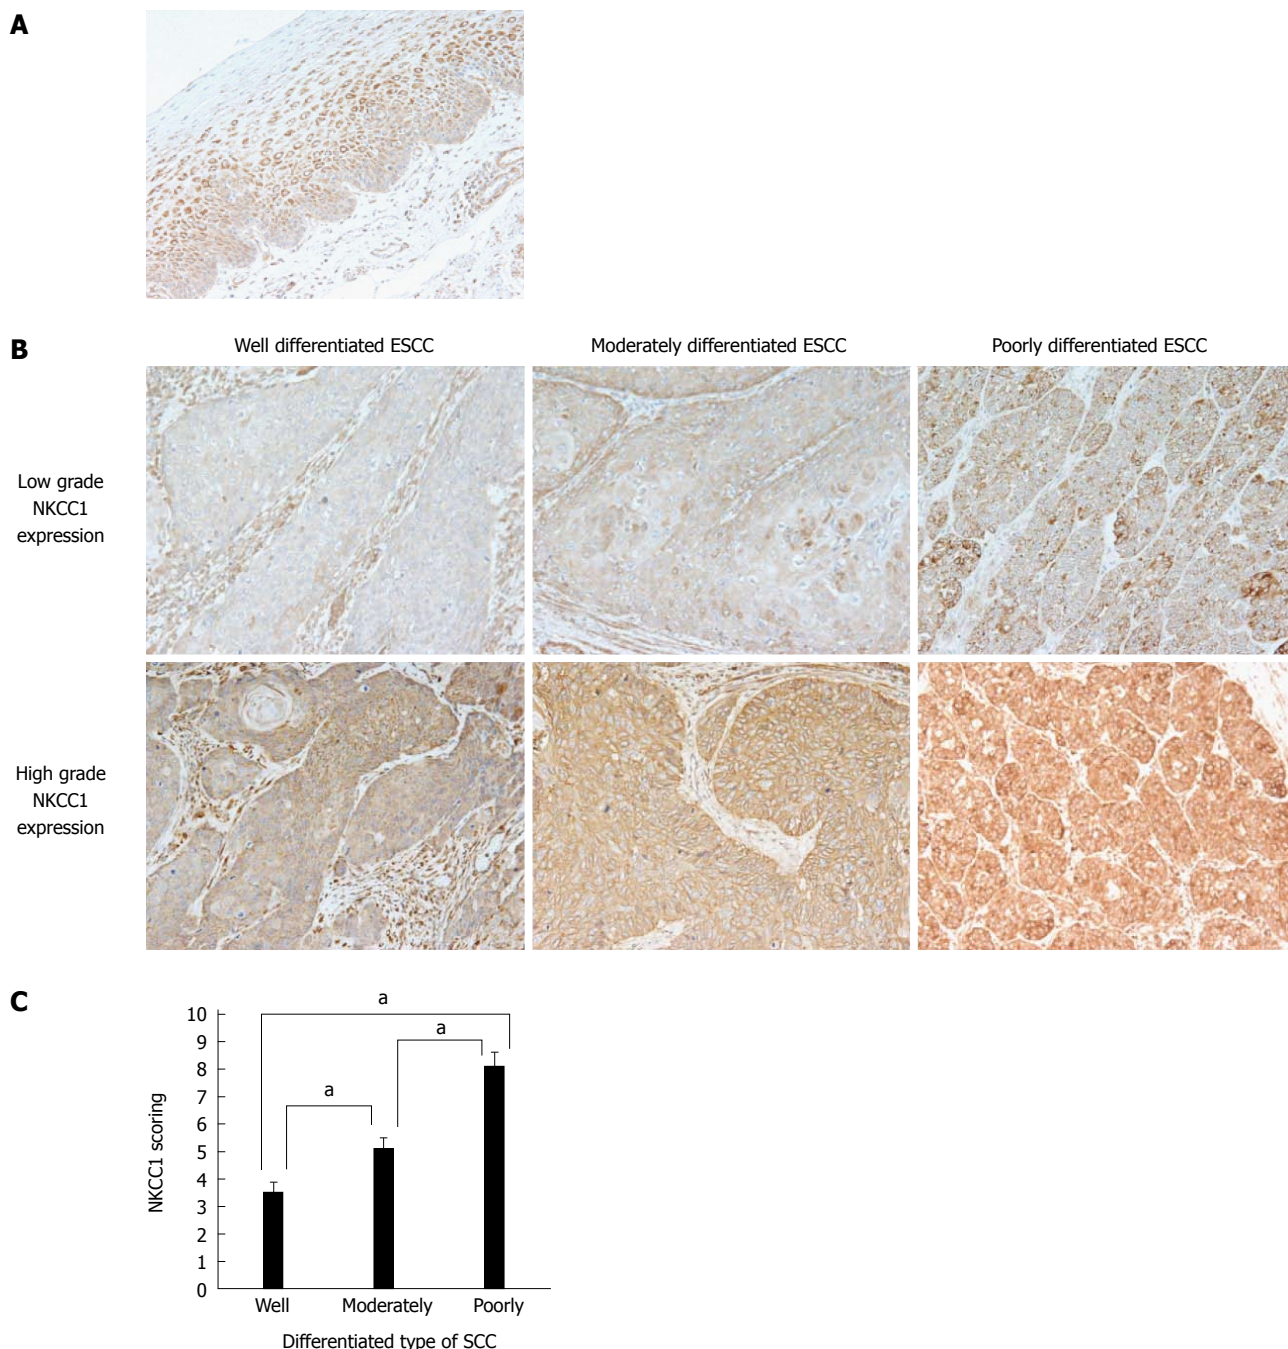 A
B
Well differentiated ESCC
Moderately differentiated ESCC
Poorly differentiated ESCC
Low grade
NKCC1
expression
High grade
NKCC1
expression
C
NKCC1 scoring
10
9
8
7
6
5
4
3
2
1
0
a
a
a
Well
Moderately
Poorly
Differentiated type of SCC